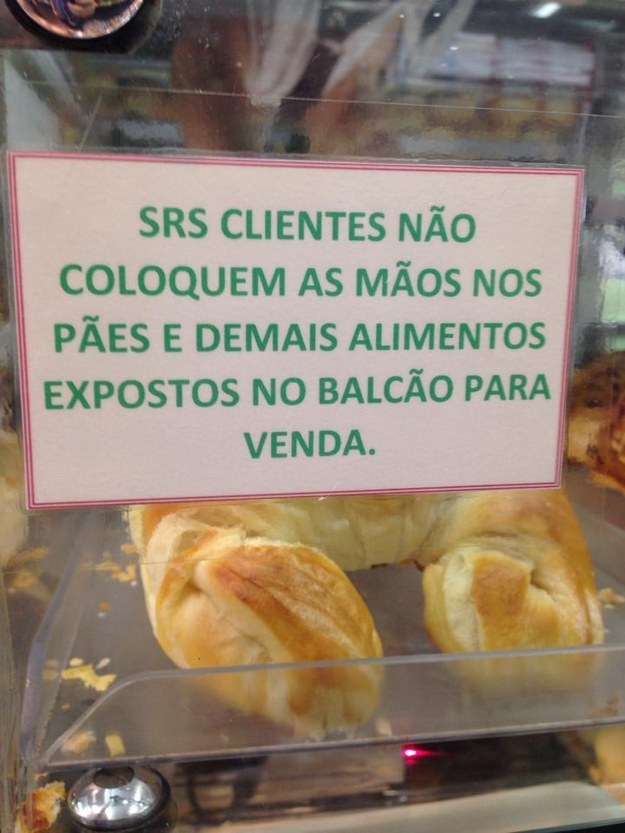 SRS CLIENTES NÃO
COLOQUEM AS MÃOS NOS
PÃES E DEMAIS ALIMENTOS
EXPOSTOS NO BALCÃO PARA
VENDA.